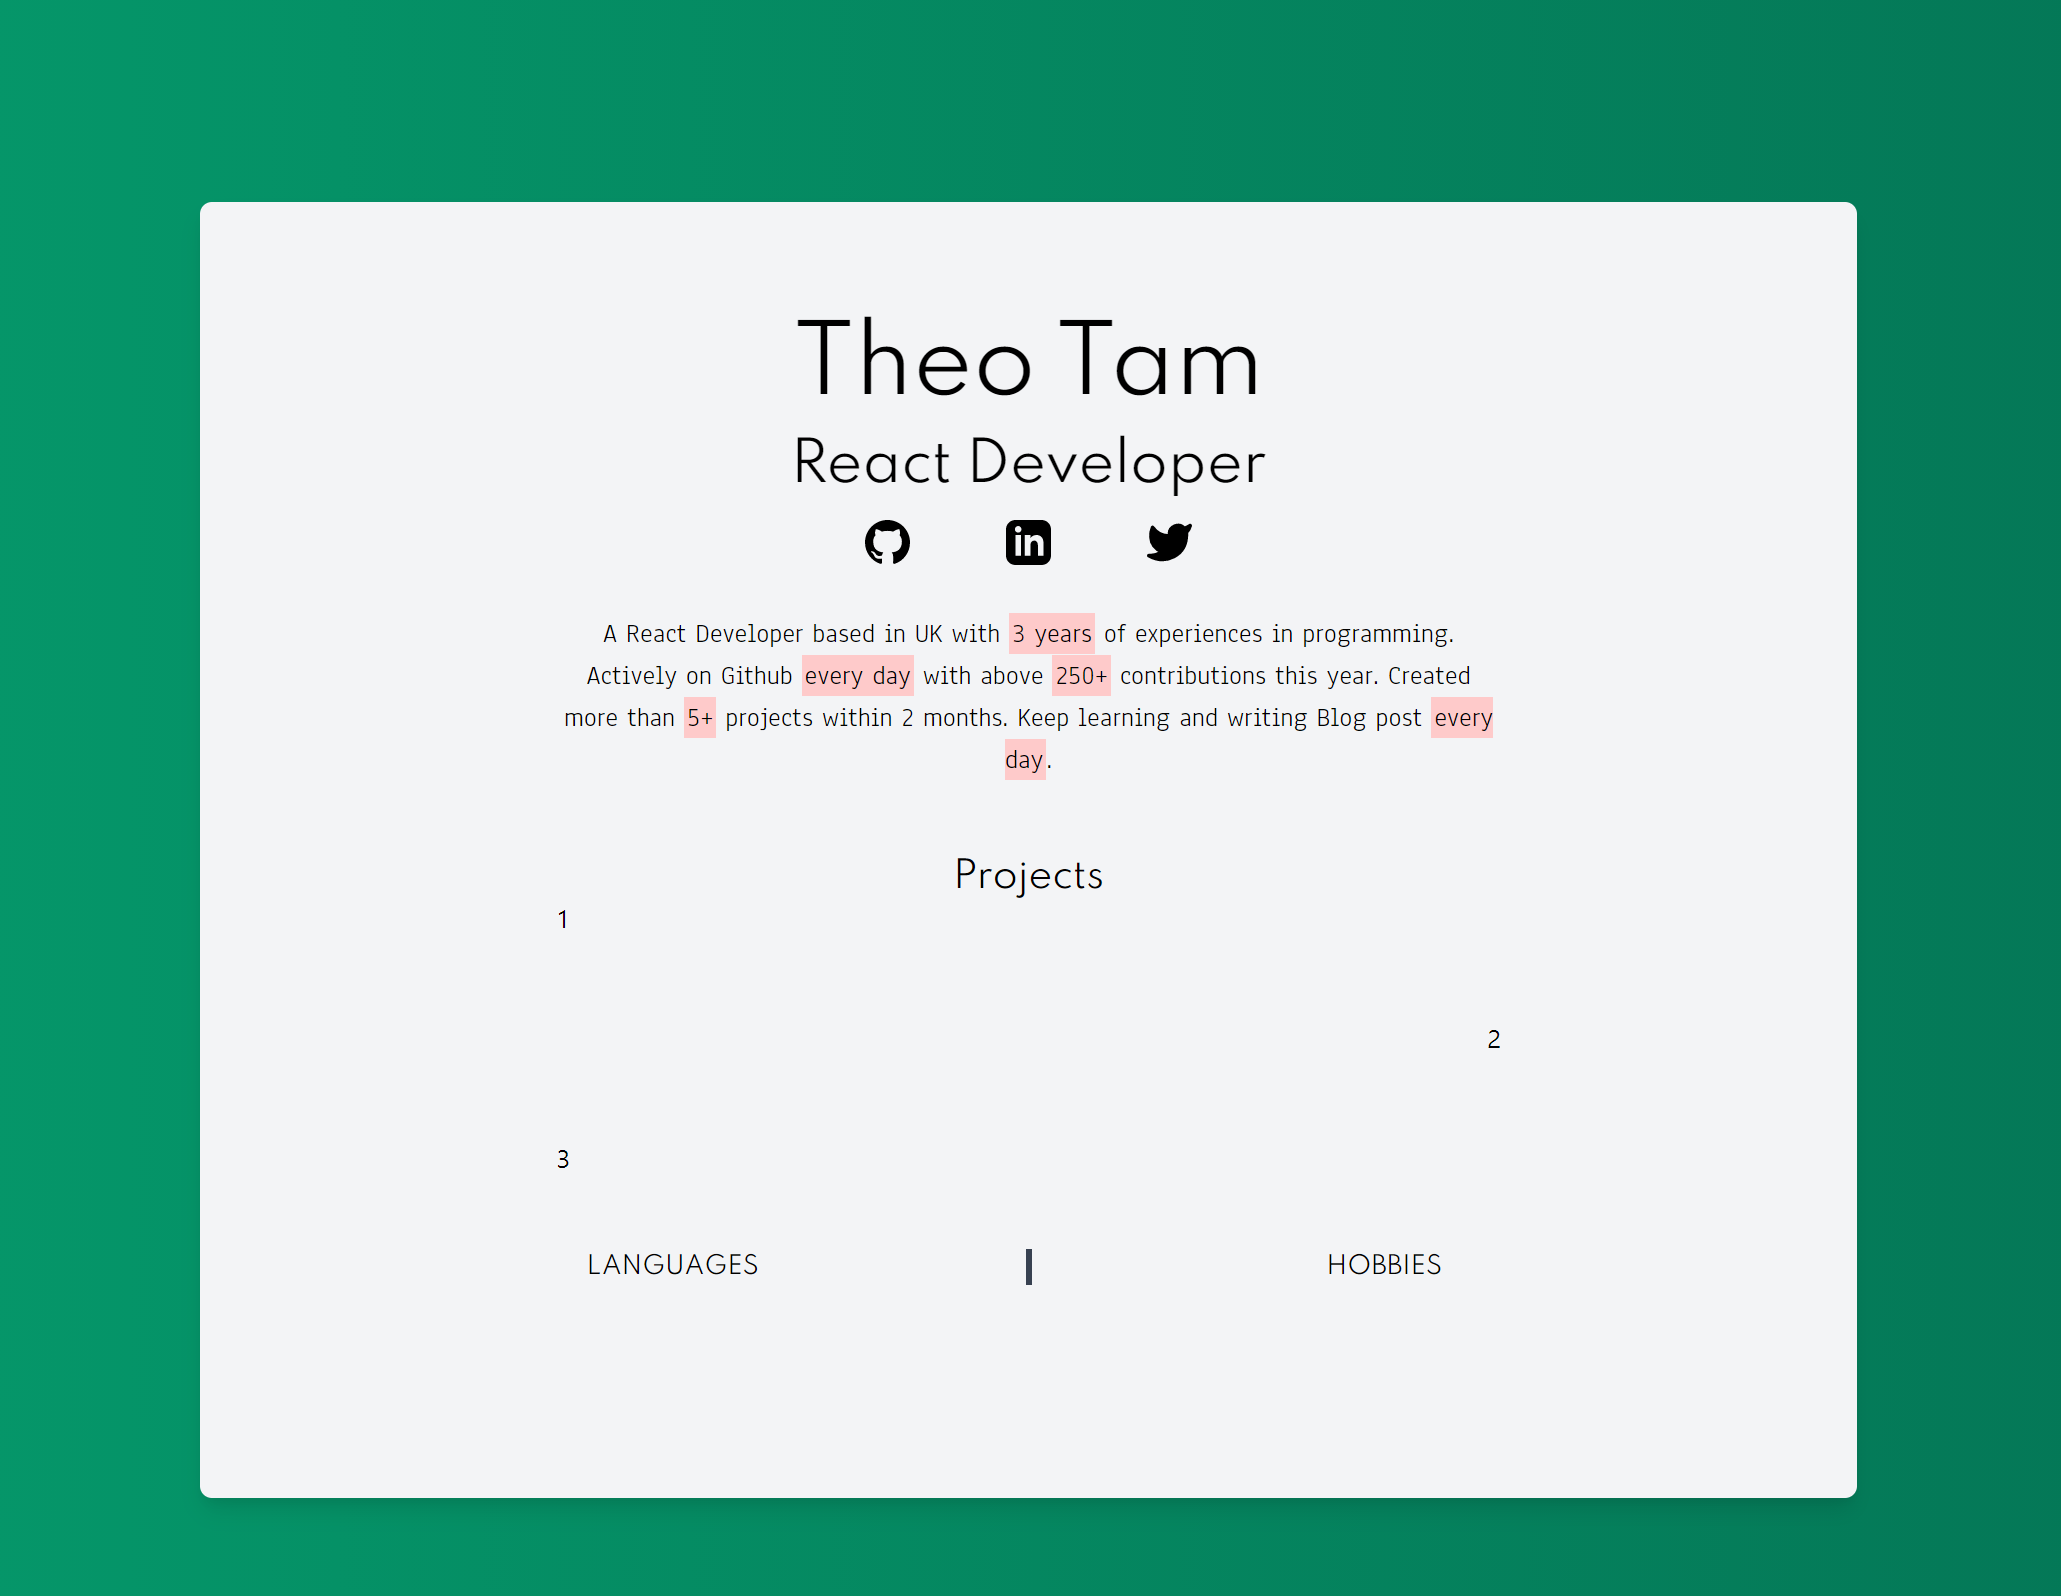 Theo Tam
React Developer
in
A React Developer based in UK with 3 years of experiences in programming.
Actively on Github every day with above 250+ contributions this year. Created
more than 5+ projects within 2 months. Keep learning and writing Blog post every
day.
Projects
1
2
3
LANGUAGES
HOBBIES